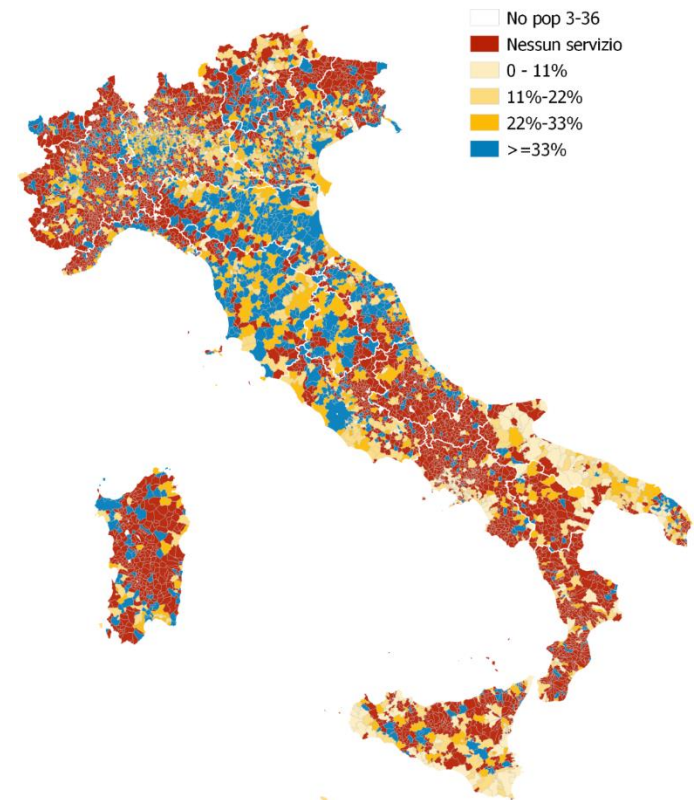 No pop 3-36
Nessun servizio
0 - 11%
11%-22%
22%-33%
>=33%